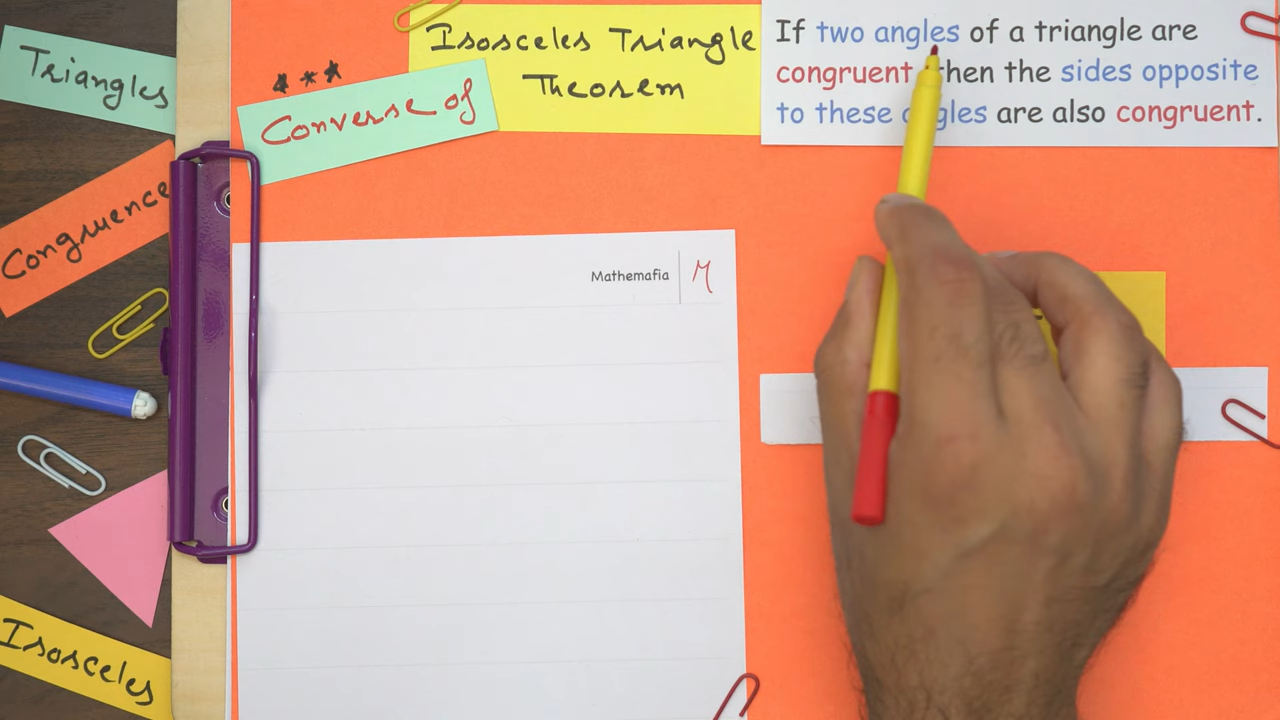 Triangles
Congruence
Isosceles
***
Converse of
Isosceles Triangle
Theorem
If two angles of a triangle are
congruent then the sides opposite
to these angles are also congruent.
Mathemafia M